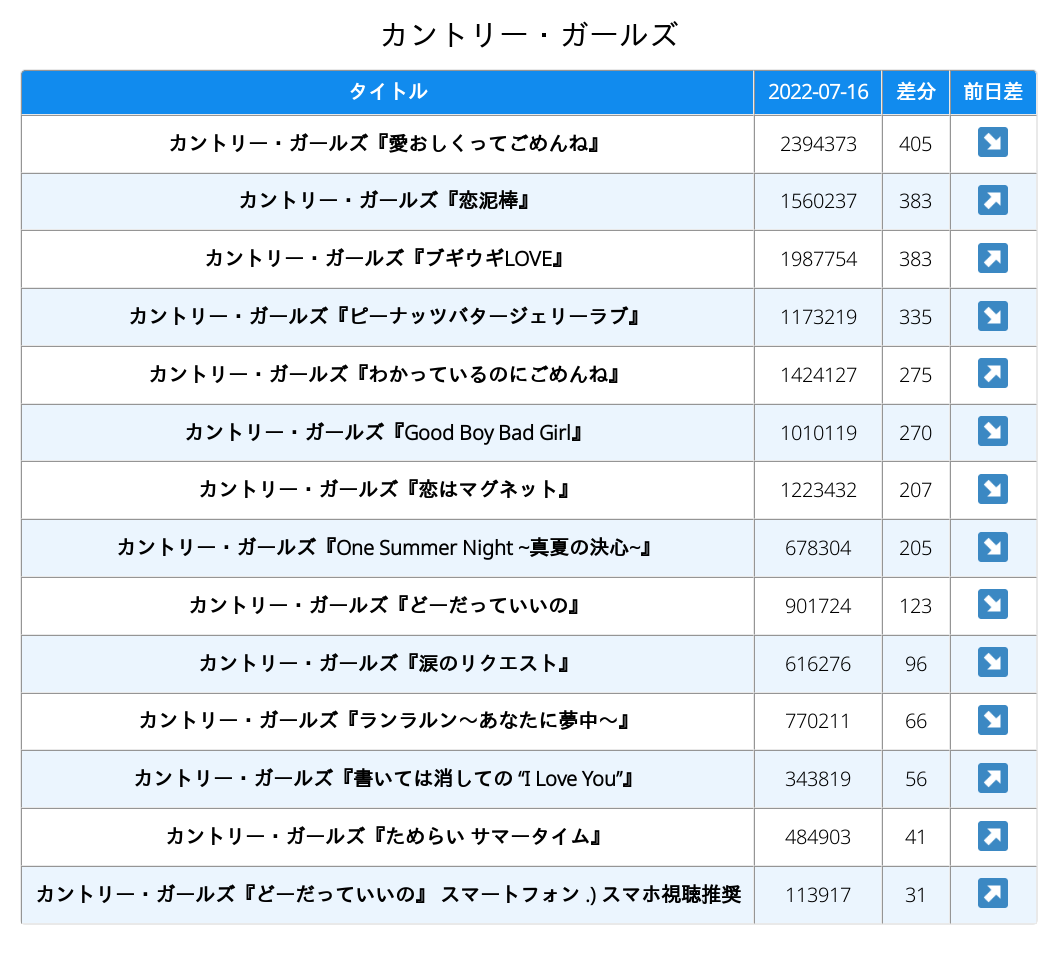 カントリー・ガールズ
タイトル 2022-07-16 差分 前日差
カントリー・ガールズ『愛おしくってごめんね』 2394373 405 ↘
カントリー・ガールズ『恋泥棒』 1560237 383 ↗
カントリー・ガールズ『ブギウギLOVE』 1987754 383 ↗
カントリー・ガールズ『ピーナッツバタージェリーラブ』 1173219 335 ↘
カントリー・ガールズ『わかっているのにごめんね』 1424127 275 ↗
カントリー・ガールズ『Good Boy Bad Girl』 1010119 270 ↘
カントリー・ガールズ『恋はマグネット』 1223432 207 ↘
カントリー・ガールズ『One Summer Night ~真夏の決心~』 678304 205 ↘
カントリー・ガールズ『どーだっていいの』 901724 123 ↘
カントリー・ガールズ『涙のリクエスト』 616276 96 ↘
カントリー・ガールズ『ランラルン〜あなたに夢中〜』 770211 66 ↘
カントリー・ガールズ『書いては消しての “I Love You”』 343819 56 ↗
カントリー・ガールズ『ためらい サマータイム』 484903 41 ↗
カントリー・ガールズ『どーだっていいの』 スマートフォン .) スマホ視聴推奨 113917 31 ↗